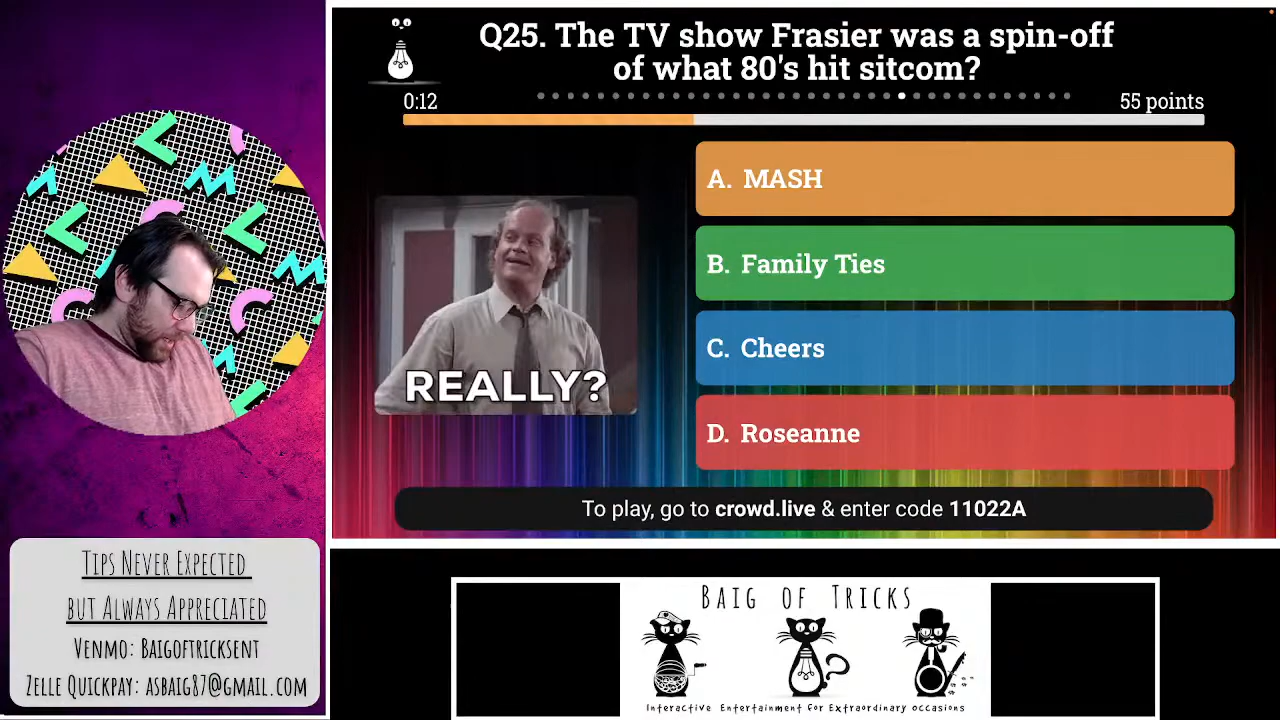 Q25. The TV show Frasier was a spin-off
of what 80's hit sitcom?
0:12
55 points
A. MASH
B. Family Ties
C. Cheers
D. Roseanne
REALLY?
To play, go to crowd.live & enter code 11022A
Tips Never Expected
but Always Appreciated
Venmo: Baigoftricksent
Zelle Quickpay: asbaig87@gmail.com
Baig of Tricks
Interactive Entertainment for Extraordinary Occasions